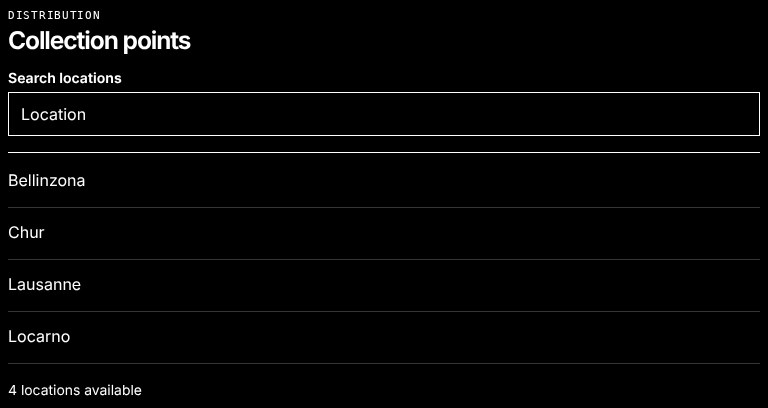 DISTRIBUTION
Collection points
Search locations
Location
Bellinzona
Chur
Lausanne
Locarno
4 locations available